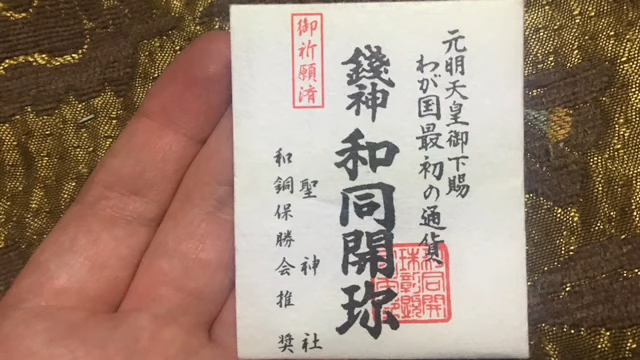 元明天皇御下賜
わが国最初の通貨
銭神 和同開珎
御祈願済
聖神社
和銅保勝会推奨